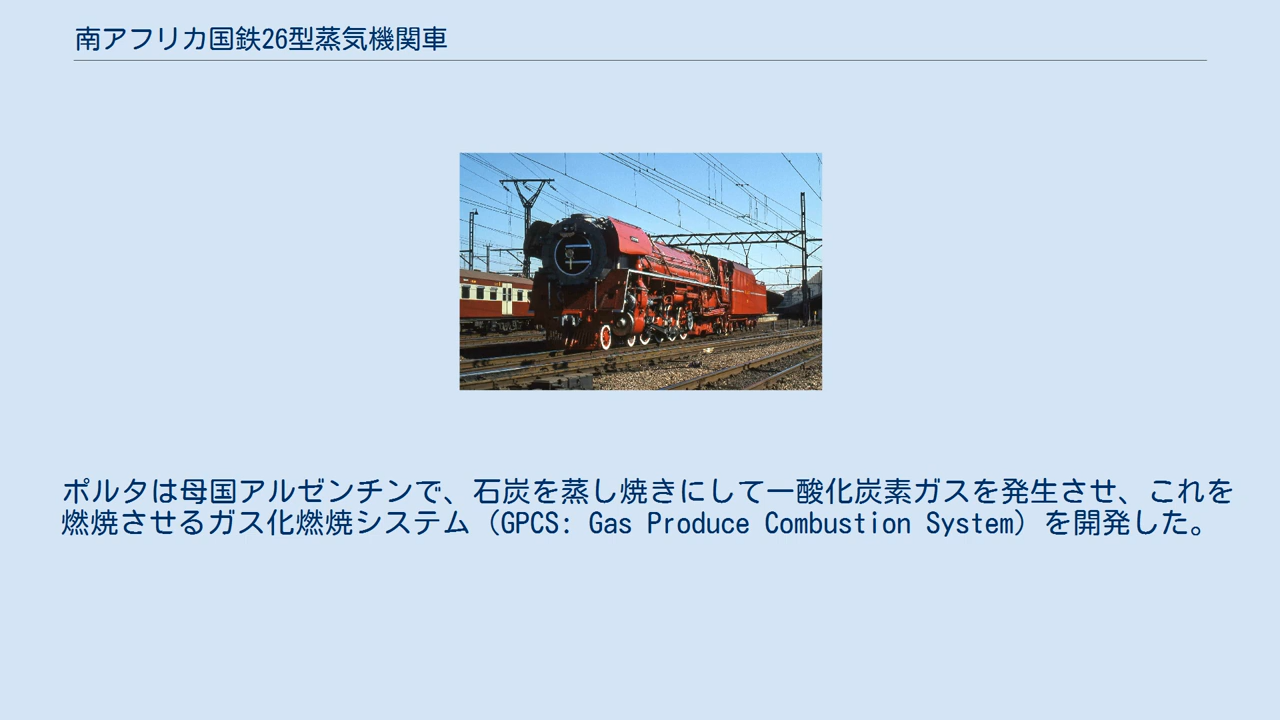 南アフリカ国鉄26型蒸気機関車
ポルタは母国アルゼンチンで、石炭を蒸し焼きにして一酸化炭素ガスを発生させ、これを
燃焼させるガス化燃焼システム（GPCS: Gas Produce Combustion System）を開発した。